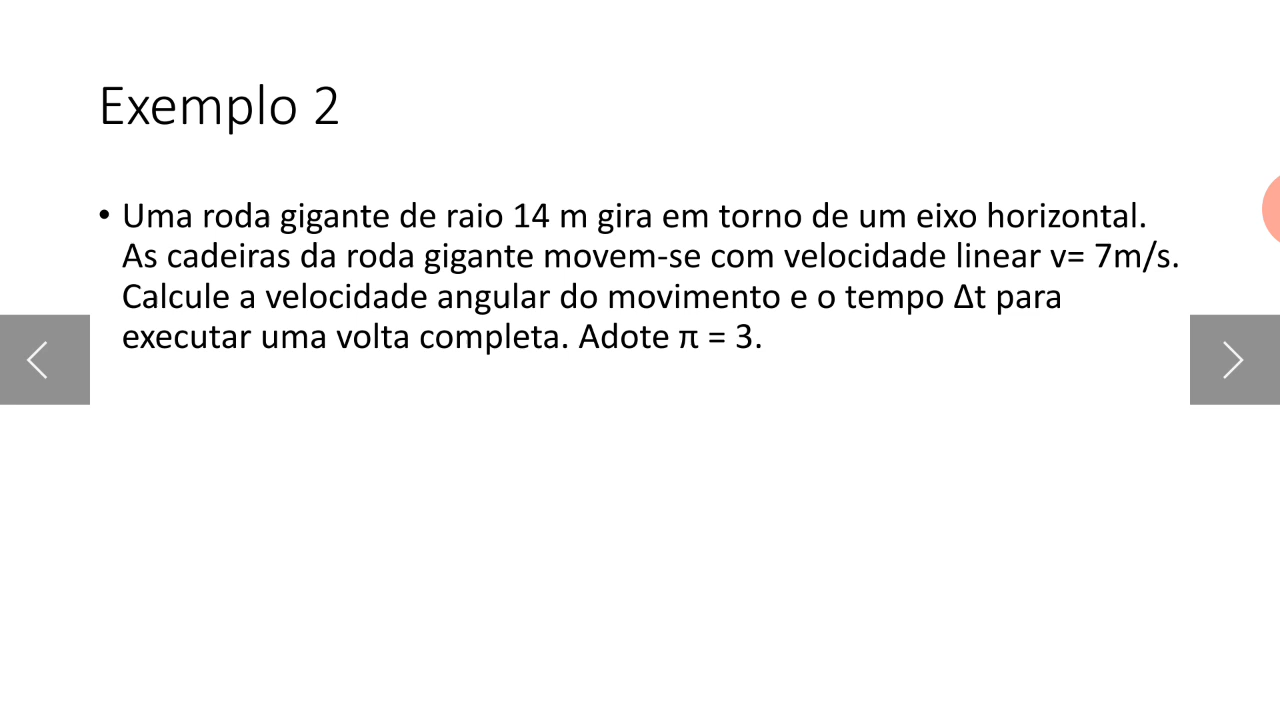 Exemplo 2
• Uma roda gigante de raio 14 m gira em torno de um eixo horizontal.
As cadeiras da roda gigante movem-se com velocidade linear v= 7m/s.
Calcule a velocidade angular do movimento e o tempo Δt para
executar uma volta completa. Adote π = 3.